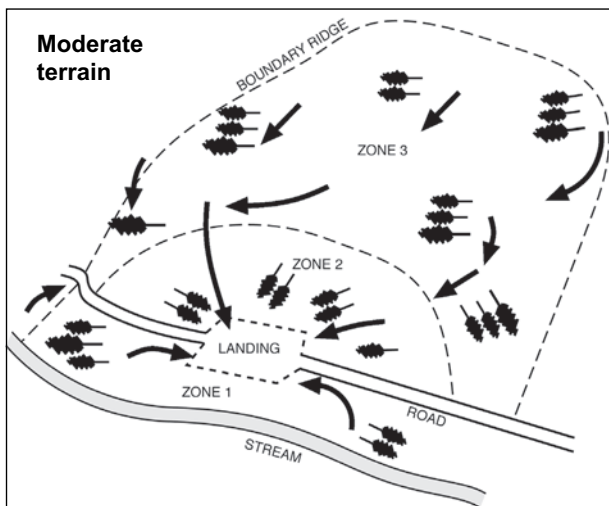 Moderate
terrain
BOUNDARY RIDGE
ZONE 3
ZONE 2
LANDING
ZONE 1
ROAD
STREAM